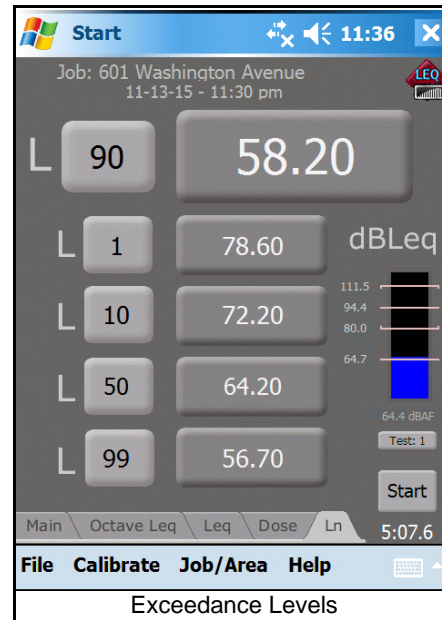 Start 11:36
Job: 601 Washington Avenue
11-13-15 - 11:30 pm
LEQ
L 90 58.20
L 1 78.60
dBLeq
111.5
94.4
80.0
64.7
L 10 72.20
L 50 64.20
64.4 dBAF
Test: 1
L 99 56.70
Start
Main Octave Leq Leq Dose Ln 5:07.6
File Calibrate Job/Area Help
Exceedance Levels